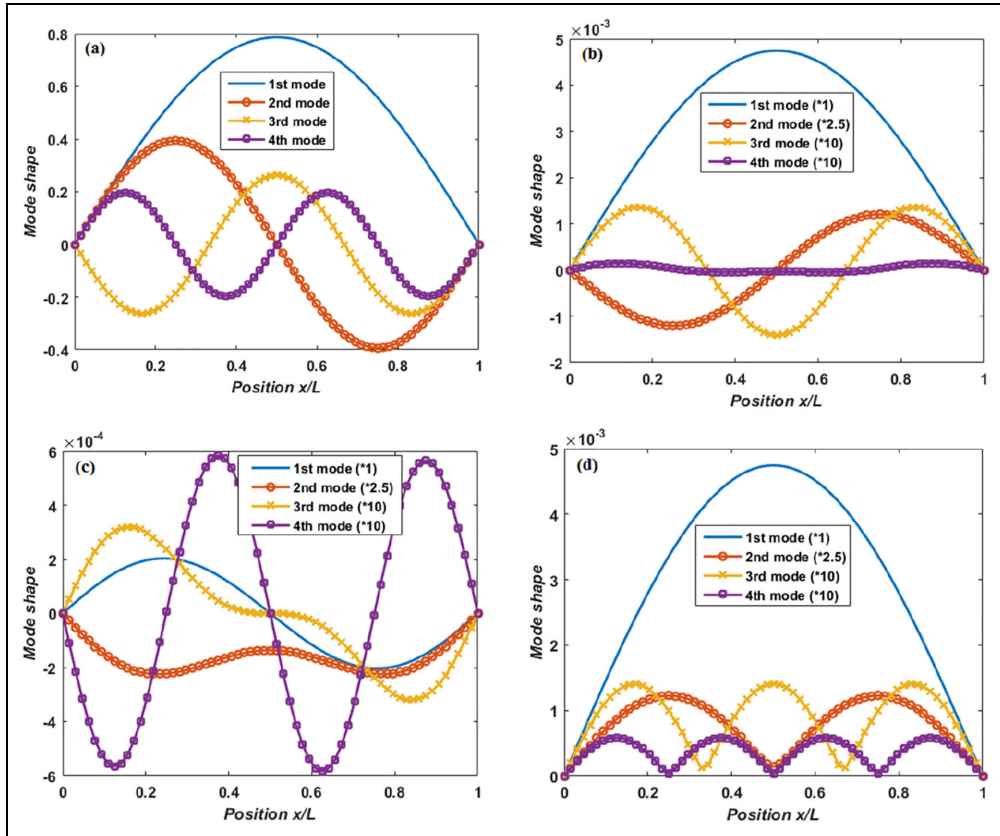 (a)
0.8
0.6
0.4
0.2
0
-0.2
-0.4
Mode shape
1st mode
2nd mode
3rd mode
4th mode
0 0.2 0.4 0.6 0.8 1
Position x/L
×10⁻³
(b)
5
4
3
2
1
0
-1
-2
Mode shape
1st mode (*1)
2nd mode (*2.5)
3rd mode (*10)
4th mode (*10)
0 0.2 0.4 0.6 0.8 1
Position x/L
×10⁻⁴
(c)
6
4
2
0
-2
-4
-6
Mode shape
1st mode (*1)
2nd mode (*2.5)
3rd mode (*10)
4th mode (*10)
0 0.2 0.4 0.6 0.8 1
Position x/L
×10⁻³
(d)
5
4
3
2
1
0
Mode shape
1st mode (*1)
2nd mode (*2.5)
3rd mode (*10)
4th mode (*10)
0 0.2 0.4 0.6 0.8 1
Position x/L